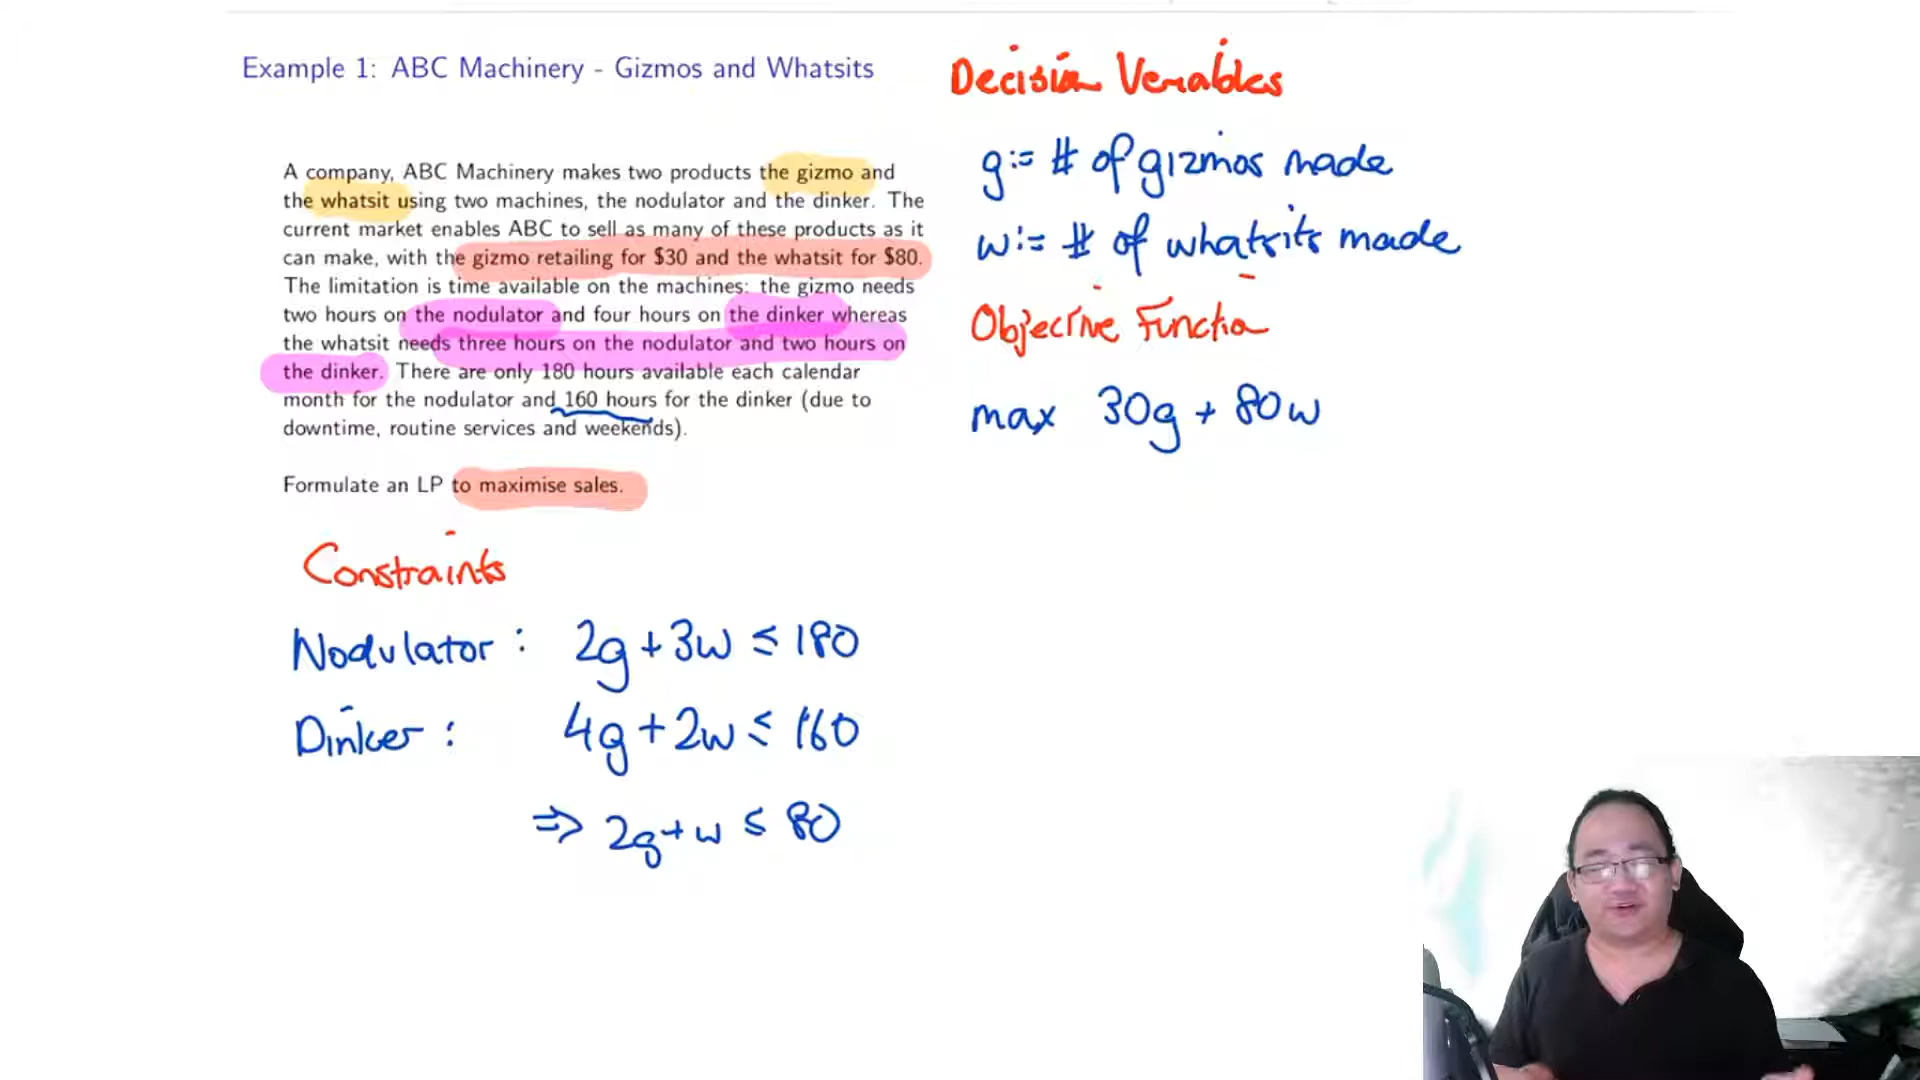 Example 1: ABC Machinery - Gizmos and Whatsits
A company, ABC Machinery makes two products the gizmo and
the whatsit using two machines, the nodulator and the dinker. The
current market enables ABC to sell as many of these products as it
can make, with the gizmo retailing for $30 and the whatsit for $80.
The limitation is time available on the machines: the gizmo needs
two hours on the nodulator and four hours on the dinker whereas
the whatsit needs three hours on the nodulator and two hours on
the dinker. There are only 180 hours available each calendar
month for the nodulator and 160 hours for the dinker (due to
downtime, routine services and weekends).
Formulate an LP to maximise sales.
Constraints
Nodulator : 2g + 3w ≤ 180
Dinker : 4g + 2w ≤ 160
⇒ 2g + w ≤ 80
Decision Variables
g := # of gizmos made
w := # of whatsits made
Objective Function
max 30g + 80w